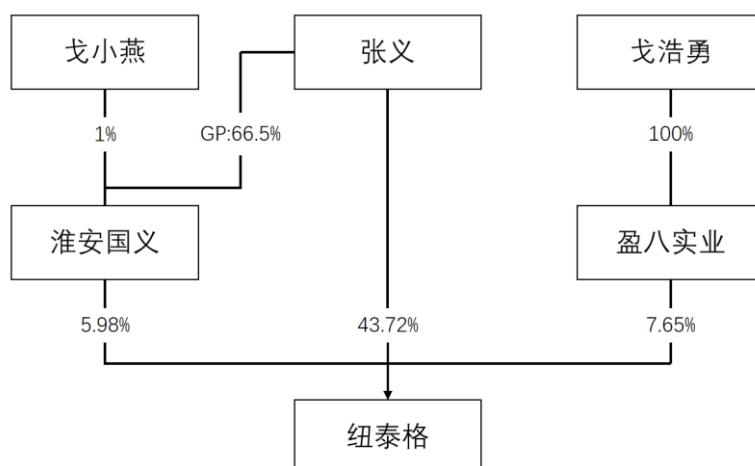 戈小燕
张义
戈浩勇
1%
GP:66.5%
100%
淮安国义
盈八实业
5.98%
43.72%
7.65%
纽泰格